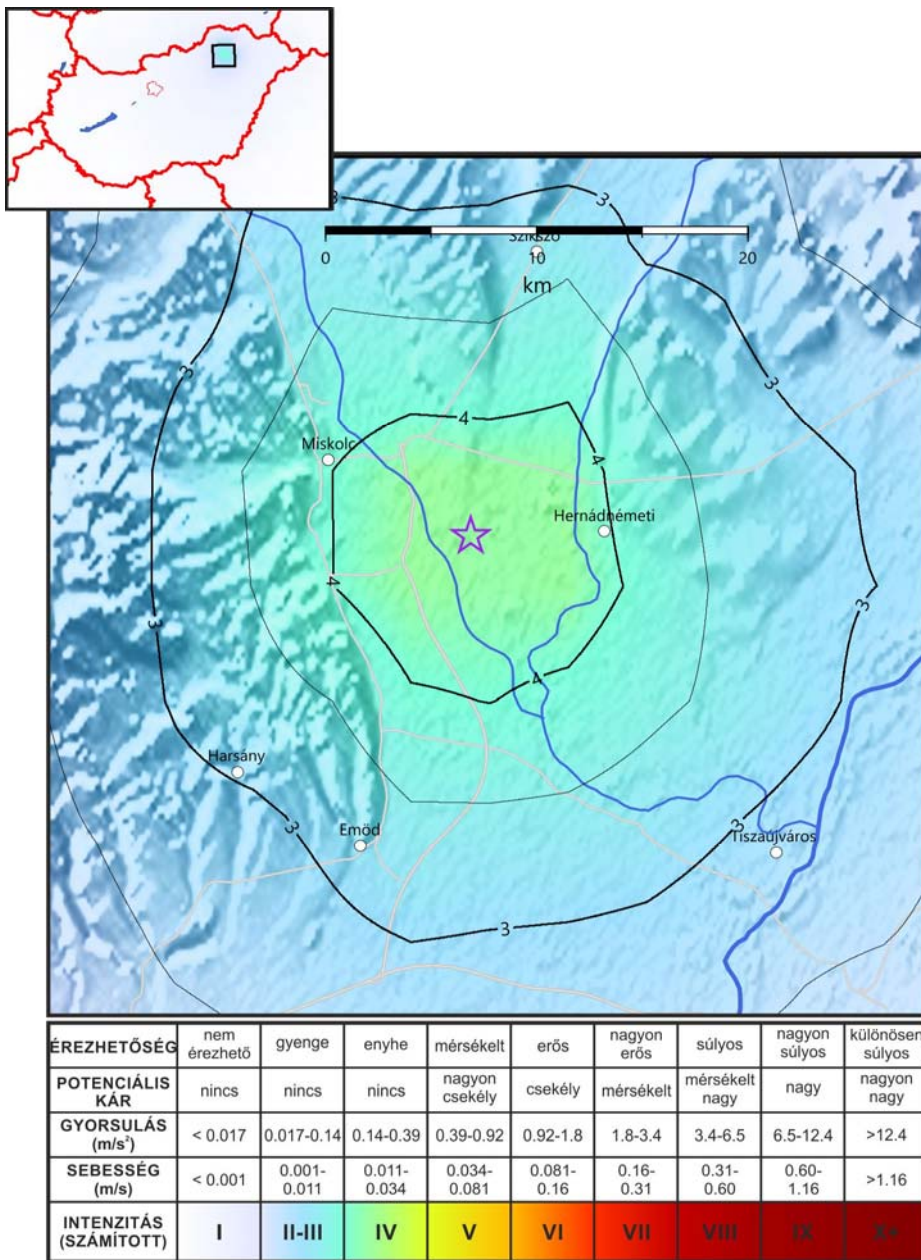 3
Szikszó
0 10 20
km
3
3
4
Miskolc
4
Hernádnémeti
4
3
3
4
Harsány
3
Emőd
3
Tiszaújváros
3
ÉREZHETŐSÉG nem érezhető gyenge enyhe mérsékelt erős nagyon erős súlyos nagyon súlyos különösen súlyos
POTENCIÁLIS KÁR nincs nincs nincs nagyon csekély csekély mérsékelt mérsékelt nagy nagy nagyon nagy
GYORSULÁS (m/s²) < 0.017 0.017-0.14 0.14-0.39 0.39-0.92 0.92-1.8 1.8-3.4 3.4-6.5 6.5-12.4 >12.4
SEBESSÉG (m/s) < 0.001 0.001-0.011 0.011-0.034 0.034-0.081 0.081-0.16 0.16-0.31 0.31-0.60 0.60-1.16 >1.16
INTENZITÁS (SZÁMÍTOTT) I II-III IV V VI VII VIII IX X+